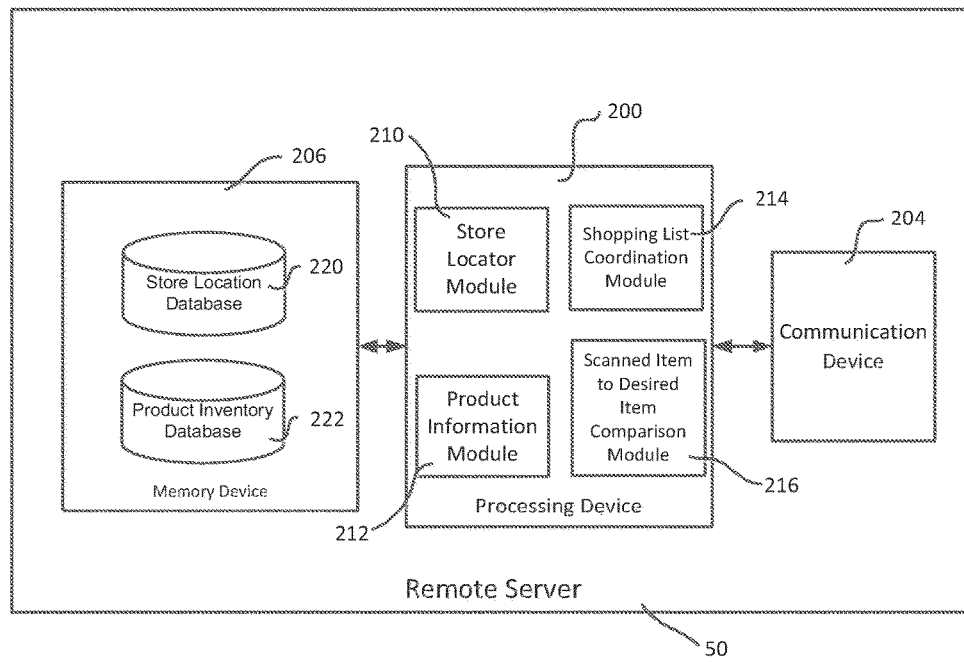 206
Store Location
Database
220
Product Inventory
Database
222
Memory Device
210
200
Store
Locator
Module
Shopping List
Coordination
Module
214
Product
Information
Module
212
Scanned Item
to Desired
Item
Comparison
Module
216
Processing Device
204
Communication
Device
Remote Server
50